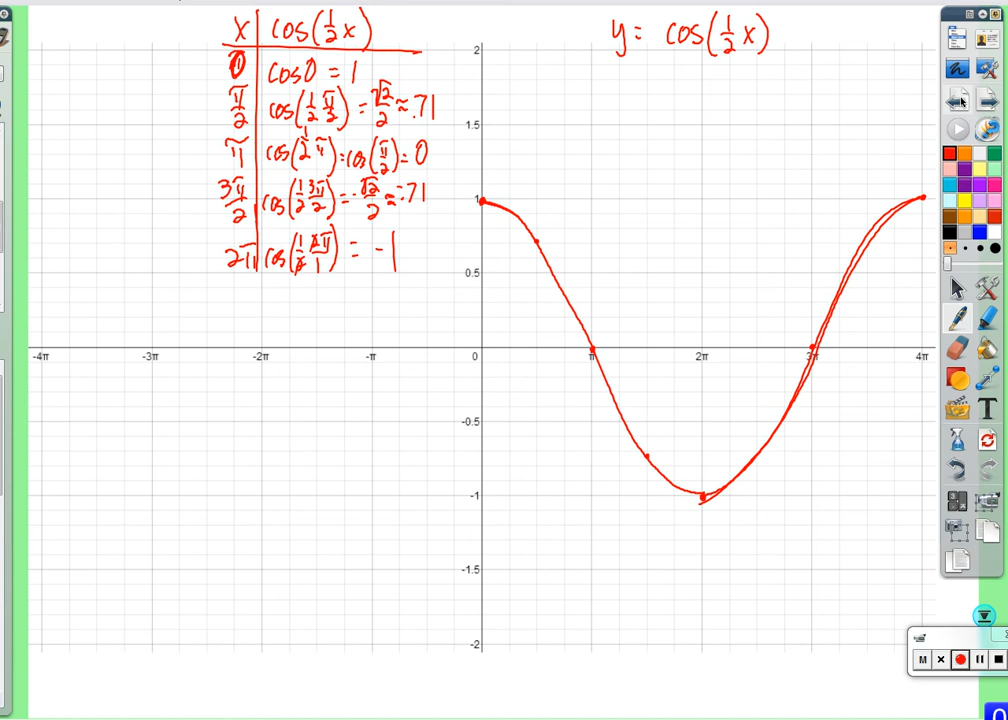 x cos(½x)
0 cos0 = 1
π/2 cos(½ π/2) = √2/2 ≈ .71
π cos(½π) = cos(π/2) = 0
3π/2 cos(½ 3π/2) = -√2/2 ≈ -.71
2π cos(1/2 2π/1) = -1
y = cos(½x)
2
1.5
1
0.5
-4π -3π -2π -π 0 π 2π 3π 4π
-0.5
-1
-1.5
-2
T
M